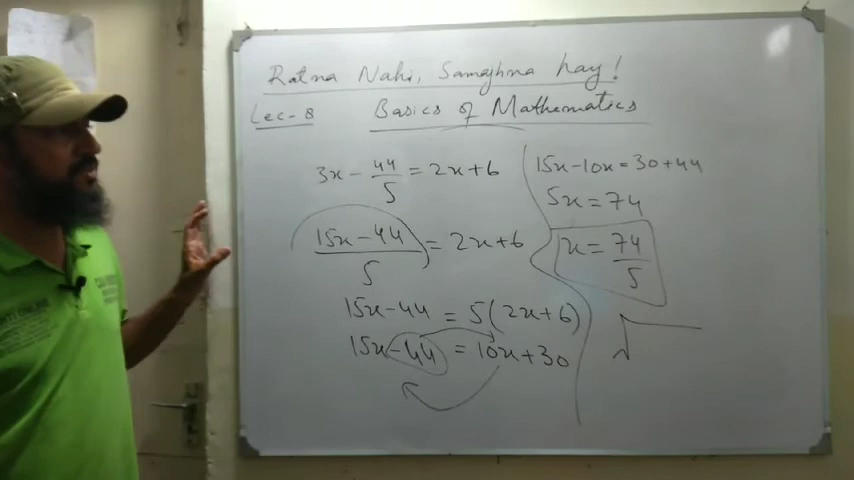 Ratna Nahi, Samajhna hay!
Lec-8 Basics of Mathematics
3x - 44/5 = 2x + 6
(15x - 44)/5 = 2x + 6
15x - 44 = 5(2x + 6)
15x - 44 = 10x + 30
15x - 10x = 30 + 44
5x = 74
x = 74/5
√